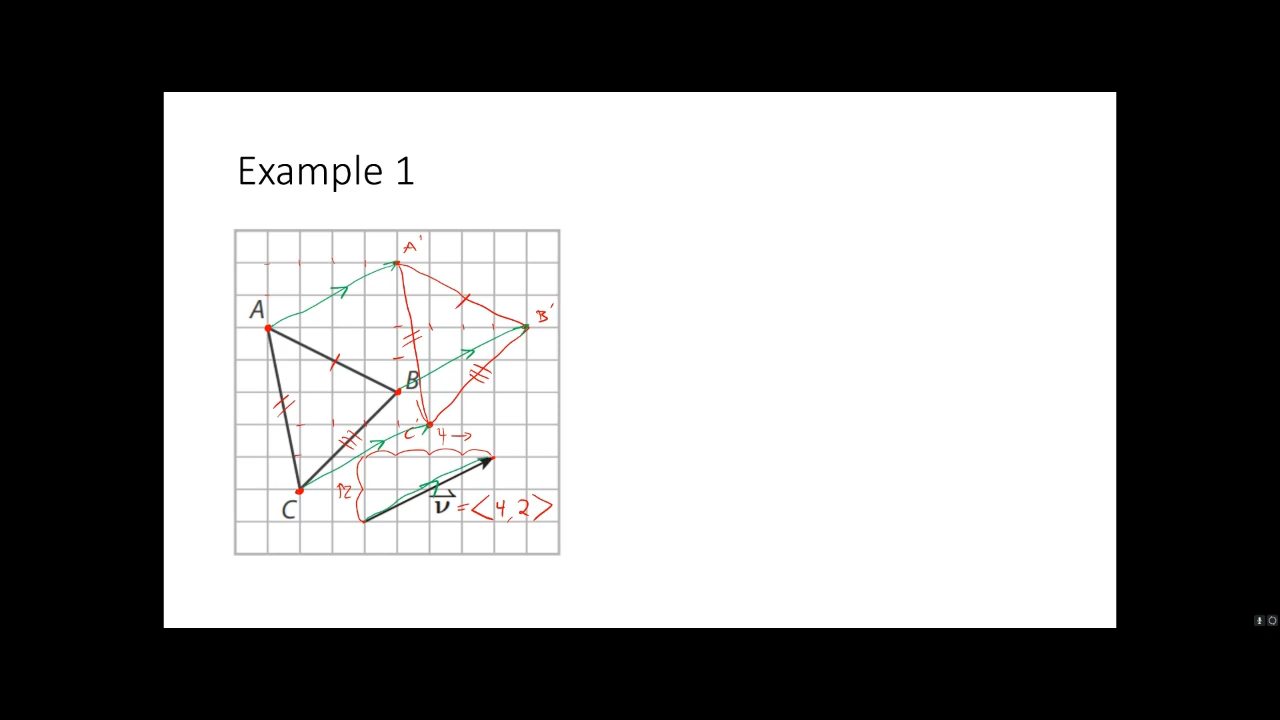 Example 1
A'
A
B'
B
C'
4 →
↑2
C
v⃗ = <4, 2>